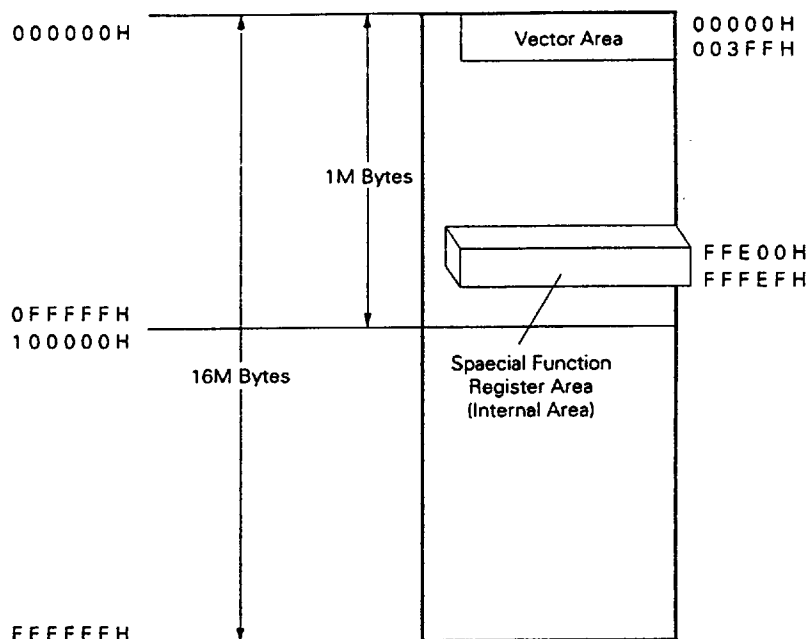 000000H
Vector Area
00000H
003FFH
1M Bytes
FFE00H
FFFEFH
0FFFFFH
100000H
16M Bytes
Spaecial Function
Register Area
(Internal Area)
FFFFFFH